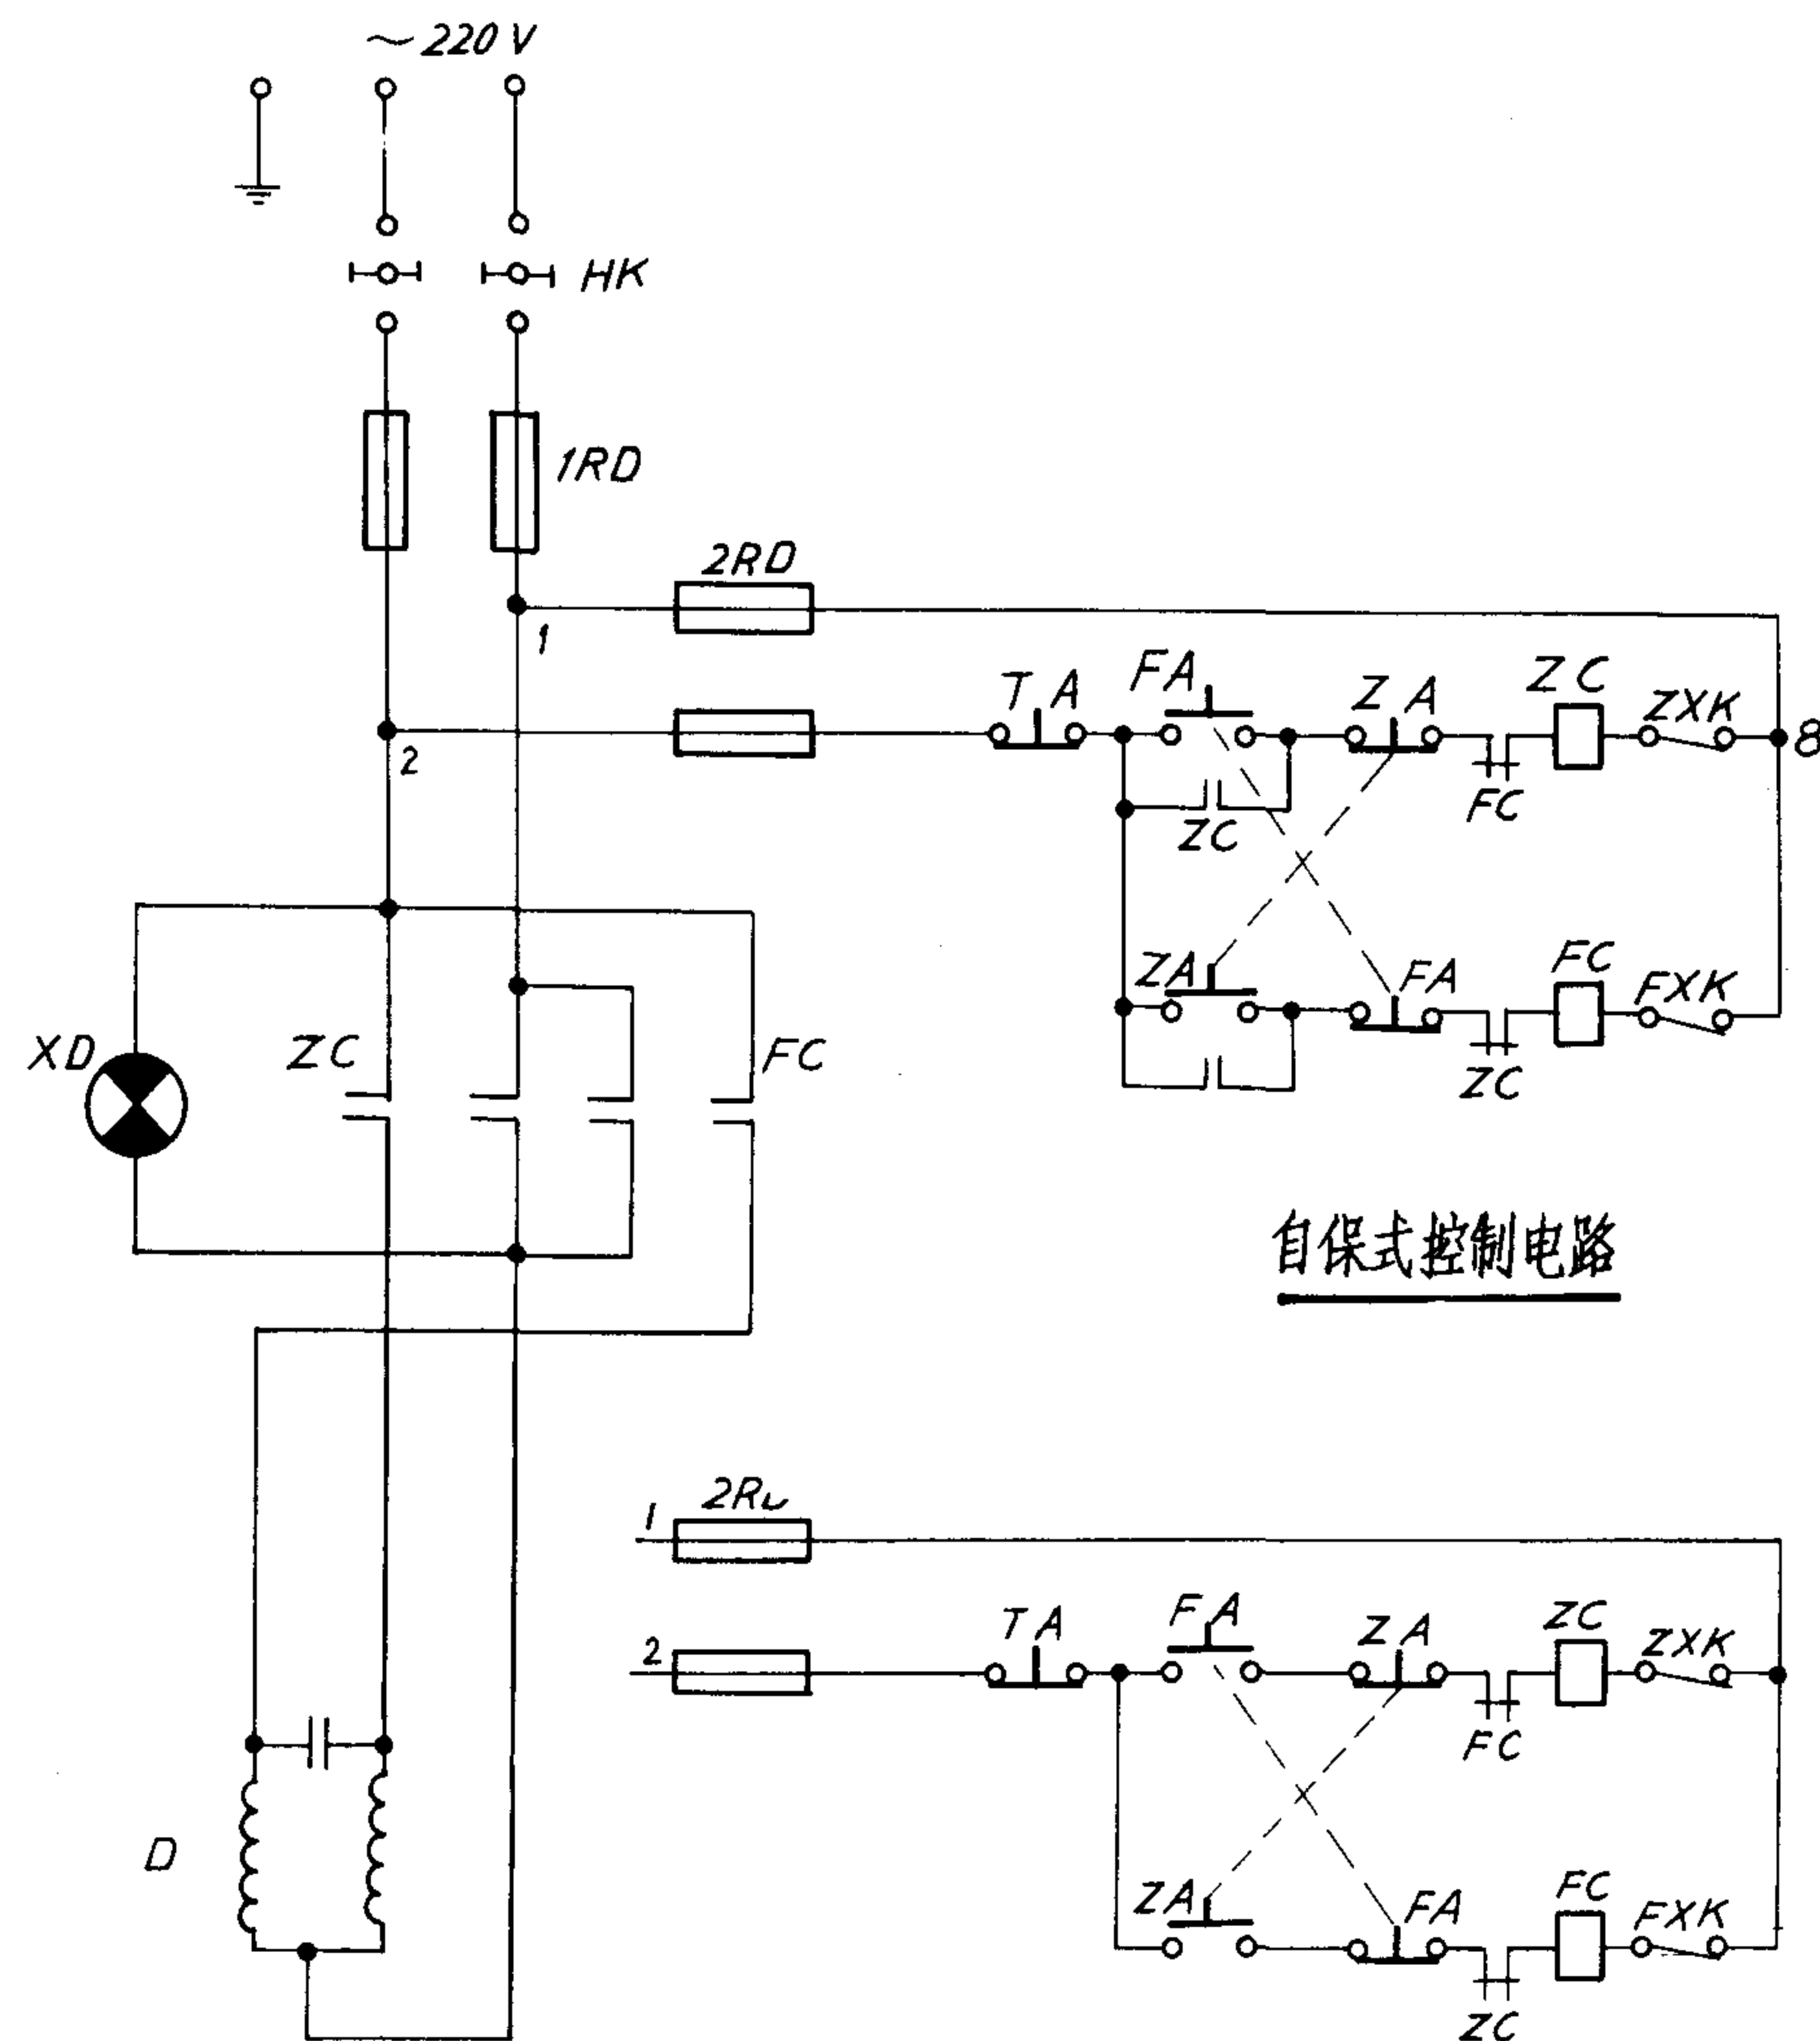 ~220V
HK
1RD
2RD
1
TA FA ZA ZC ZXK
2
8
FC
ZC
ZA FA FC FXK
XD ZC FC
ZC
自保式控制电路
1
2
TA FA ZA ZC ZXK
FC
D
ZA FA FC FXK
ZC